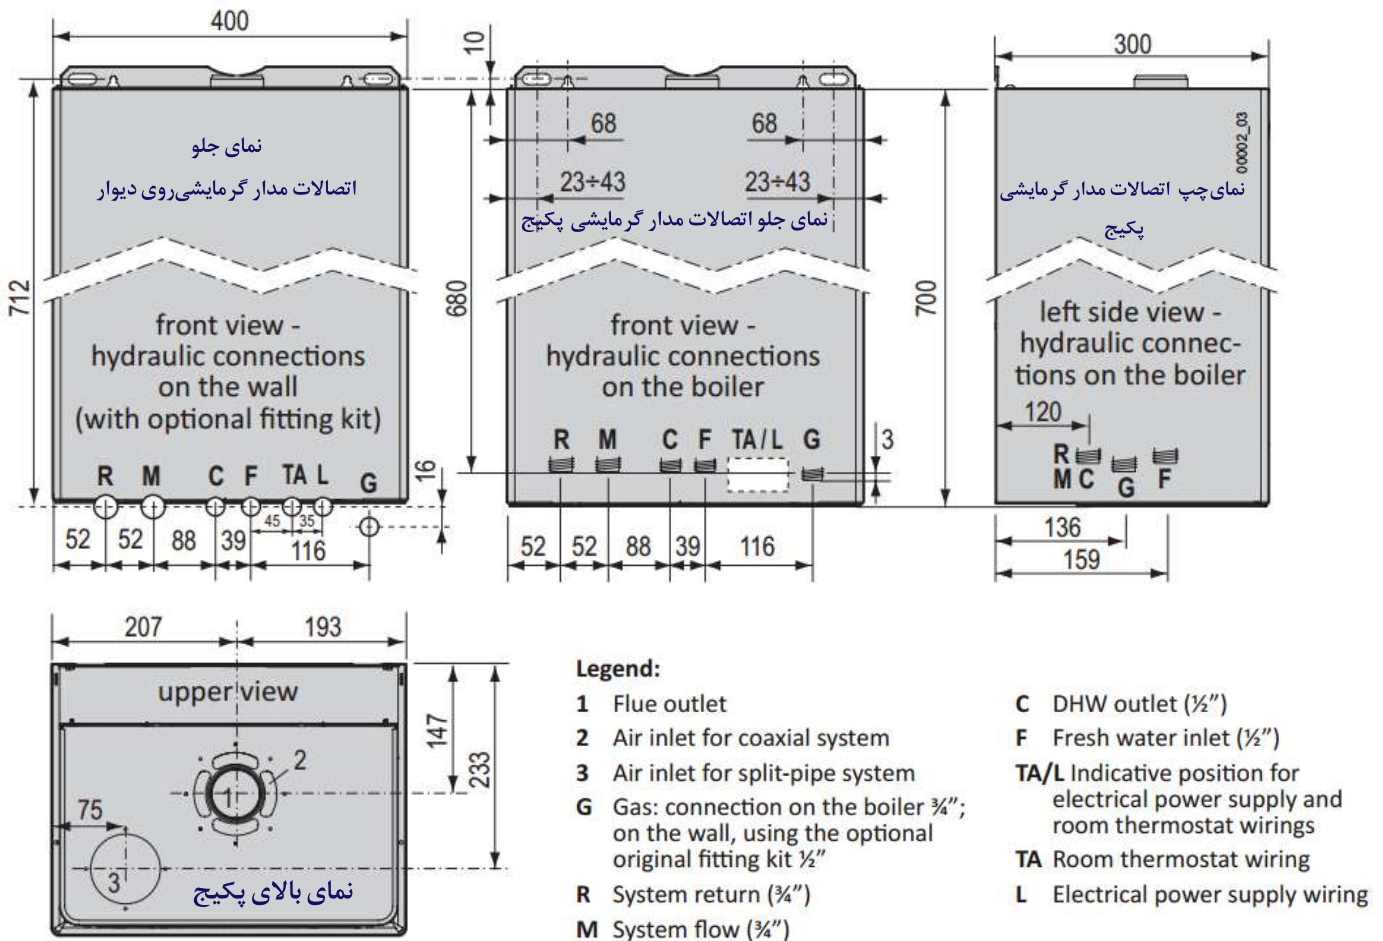 400
10
300
68
68
23÷43
23÷43
00002_03
نمای جلو
اتصالات مدار گرمایشی‌روی دیوار
نمای جلو اتصالات مدار گرمایشی پکیج
نمای‌چپ اتصالات مدار گرمایشی
پکیج
712
680
700
front view -
hydraulic connections
on the wall
(with optional fitting kit)
front view -
hydraulic connections
on the boiler
left side view -
hydraulic connec-
tions on the boiler
R M C F TA L G
16
45 35
52 52 88 39 116
R M C F TA/L G
3
52 52 88 39 116
120
R
M C G F
136
159
207 193
upper view
147
233
75
1
2
3
نمای بالای پکیج
Legend:
1 Flue outlet
2 Air inlet for coaxial system
3 Air inlet for split-pipe system
G Gas: connection on the boiler ¾”;
on the wall, using the optional
original fitting kit ½”
R System return (¾”)
M System flow (¾”)
C DHW outlet (½”)
F Fresh water inlet (½”)
TA/L Indicative position for
electrical power supply and
room thermostat wirings
TA Room thermostat wiring
L Electrical power supply wiring